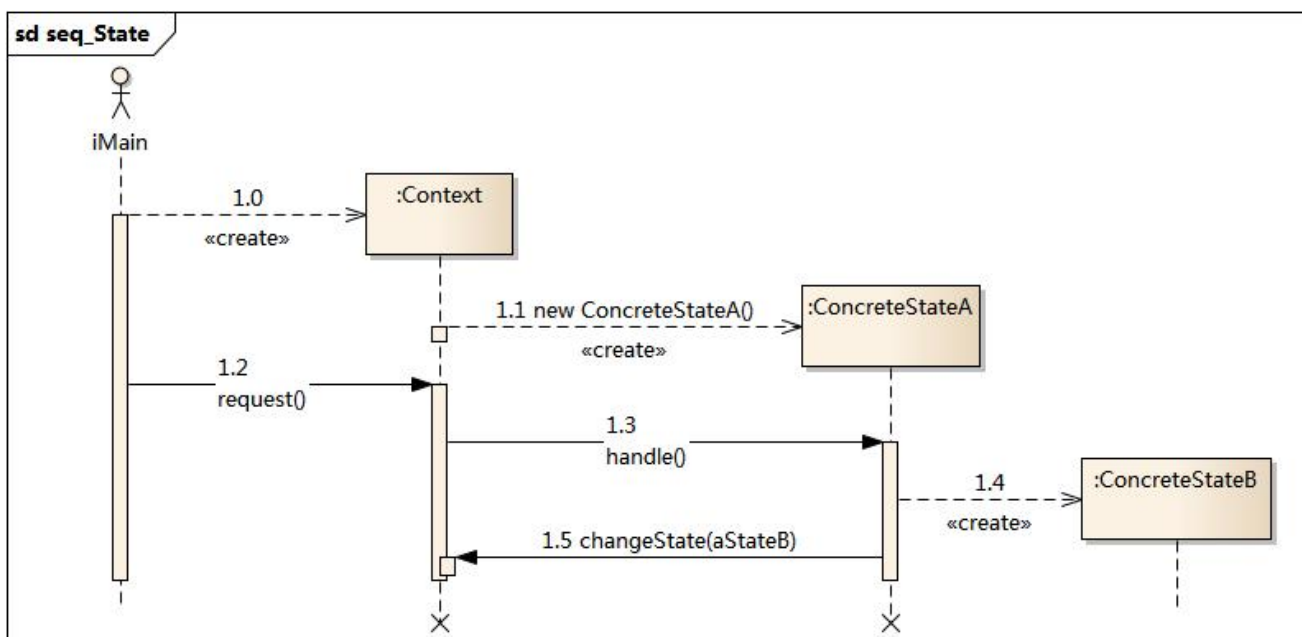 sd seq_State
iMain
1.0
«create»
:Context
1.1 new ConcreteStateA()
«create»
:ConcreteStateA
1.2
request()
1.3
handle()
1.4
«create»
:ConcreteStateB
1.5 changeState(aStateB)